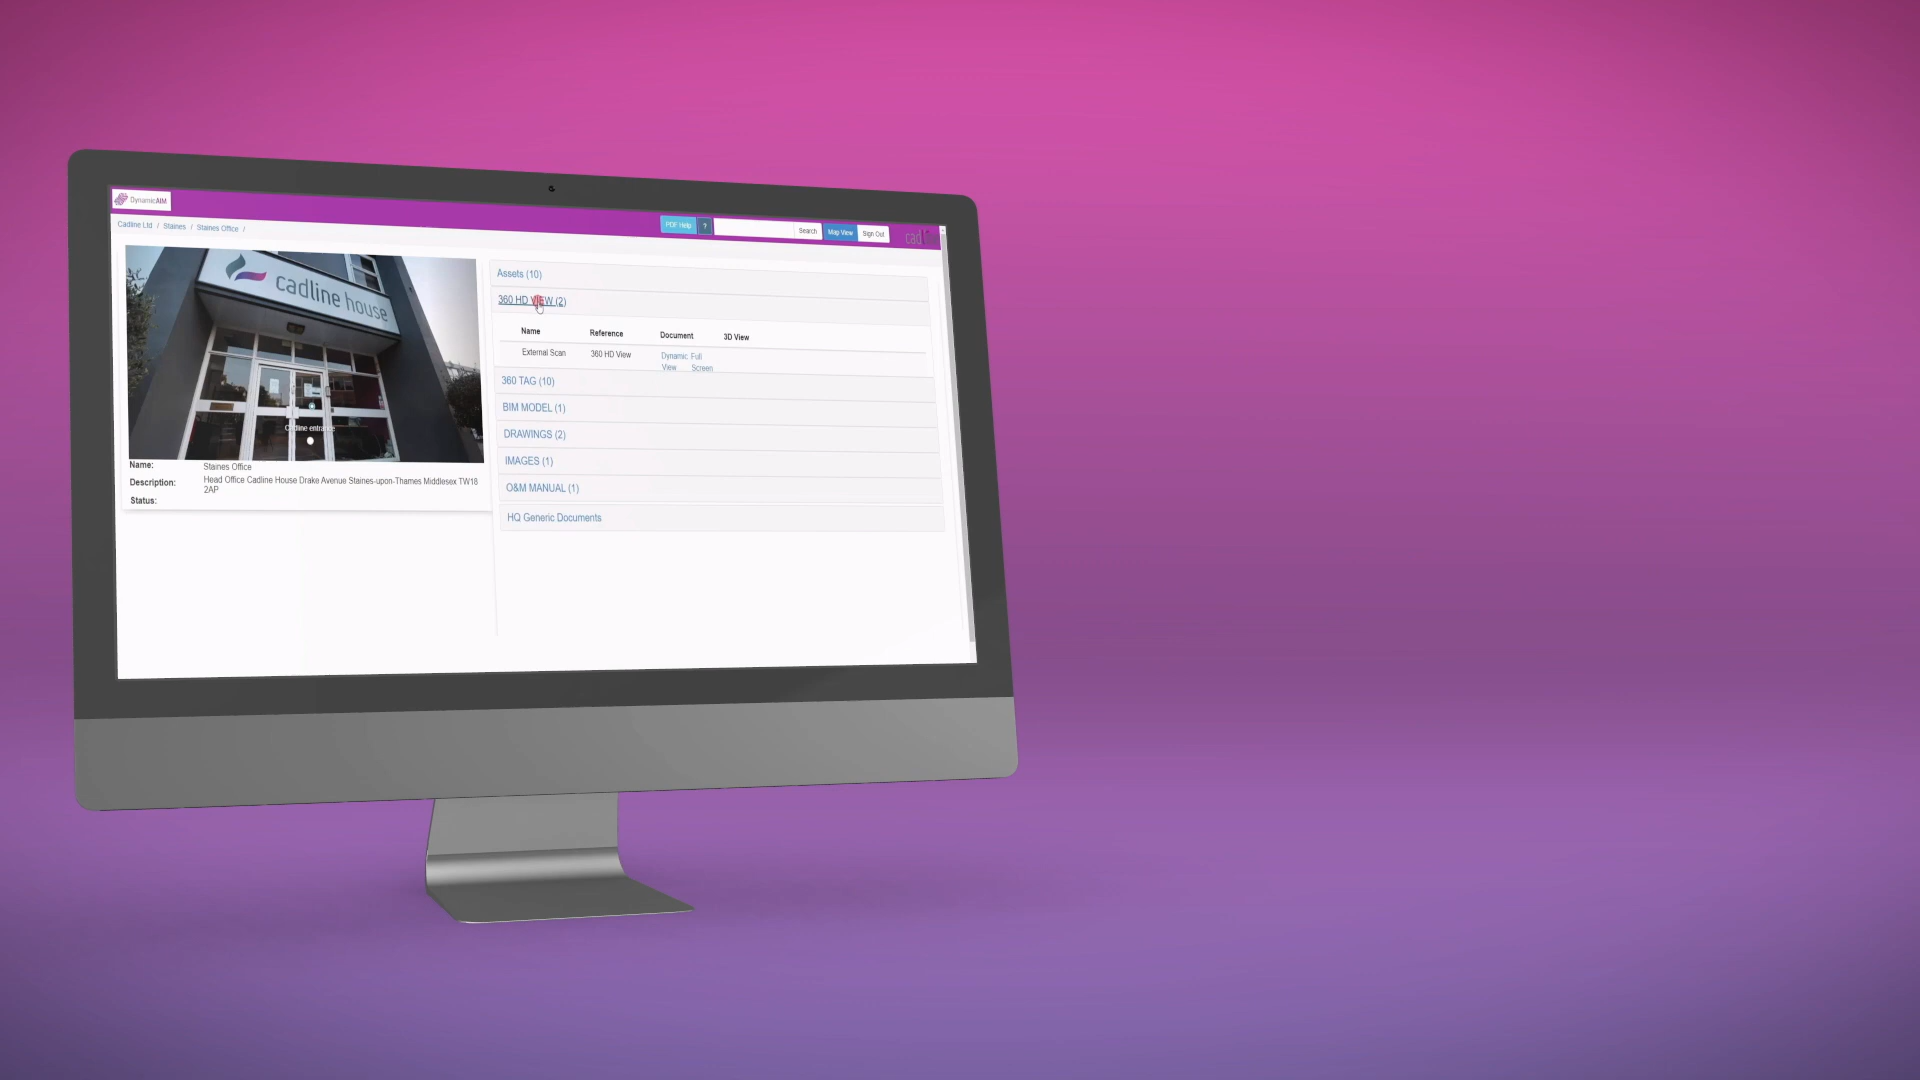 DynamicAIM
PDF Help ? Search Map View Sign Out
Cadline Ltd / Staines / Staines Office /
cadline house
Cadline entrance
Name: Staines Office
Description: Head Office Cadline House Drake Avenue Staines-upon-Thames Middlesex TW18
2AP
Status:
Assets (10)
360 HD VIEW (2)
Name Reference Document 3D View
External Scan 360 HD View Dynamic Full
View Screen
360 TAG (10)
BIM MODEL (1)
DRAWINGS (2)
IMAGES (1)
O&M MANUAL (1)
HQ Generic Documents